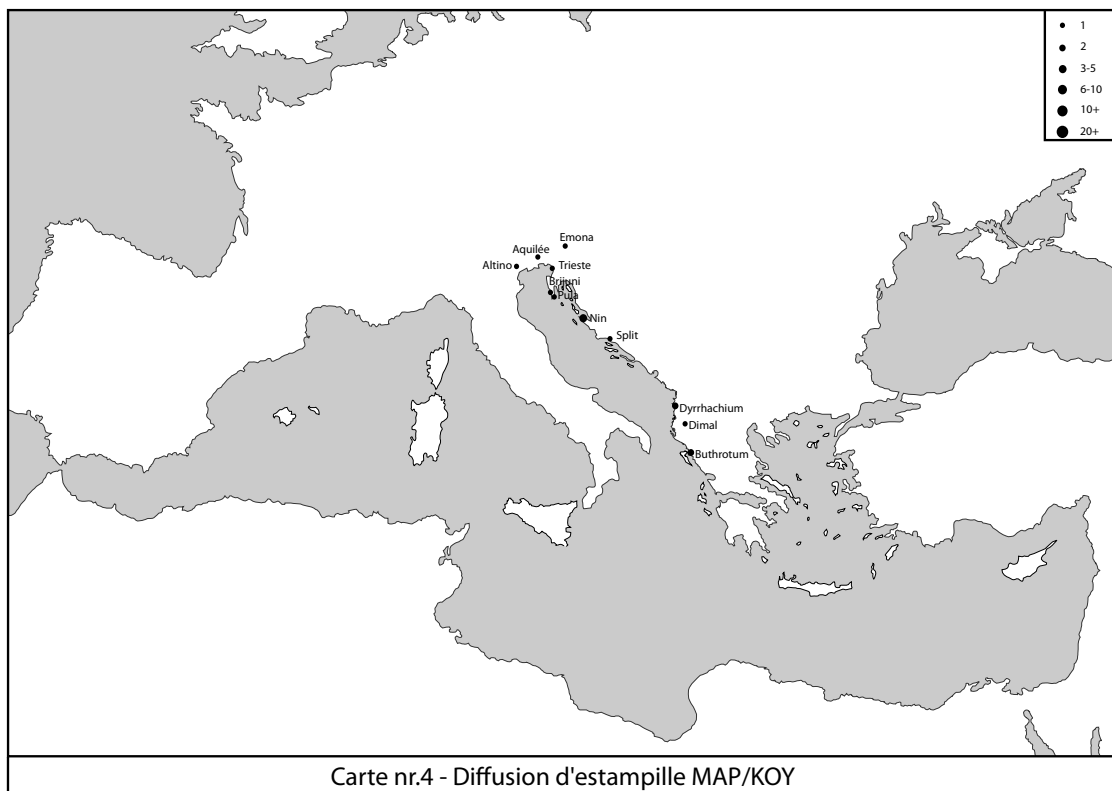 1
2
3-5
6-10
10+
20+
Emona
Aquilée
Altino
Trieste
Brijuni
Pula
Nin
Split
Dyrrhachium
Dimal
Buthrotum
Carte nr.4 - Diffusion d'estampille MAP/KOY